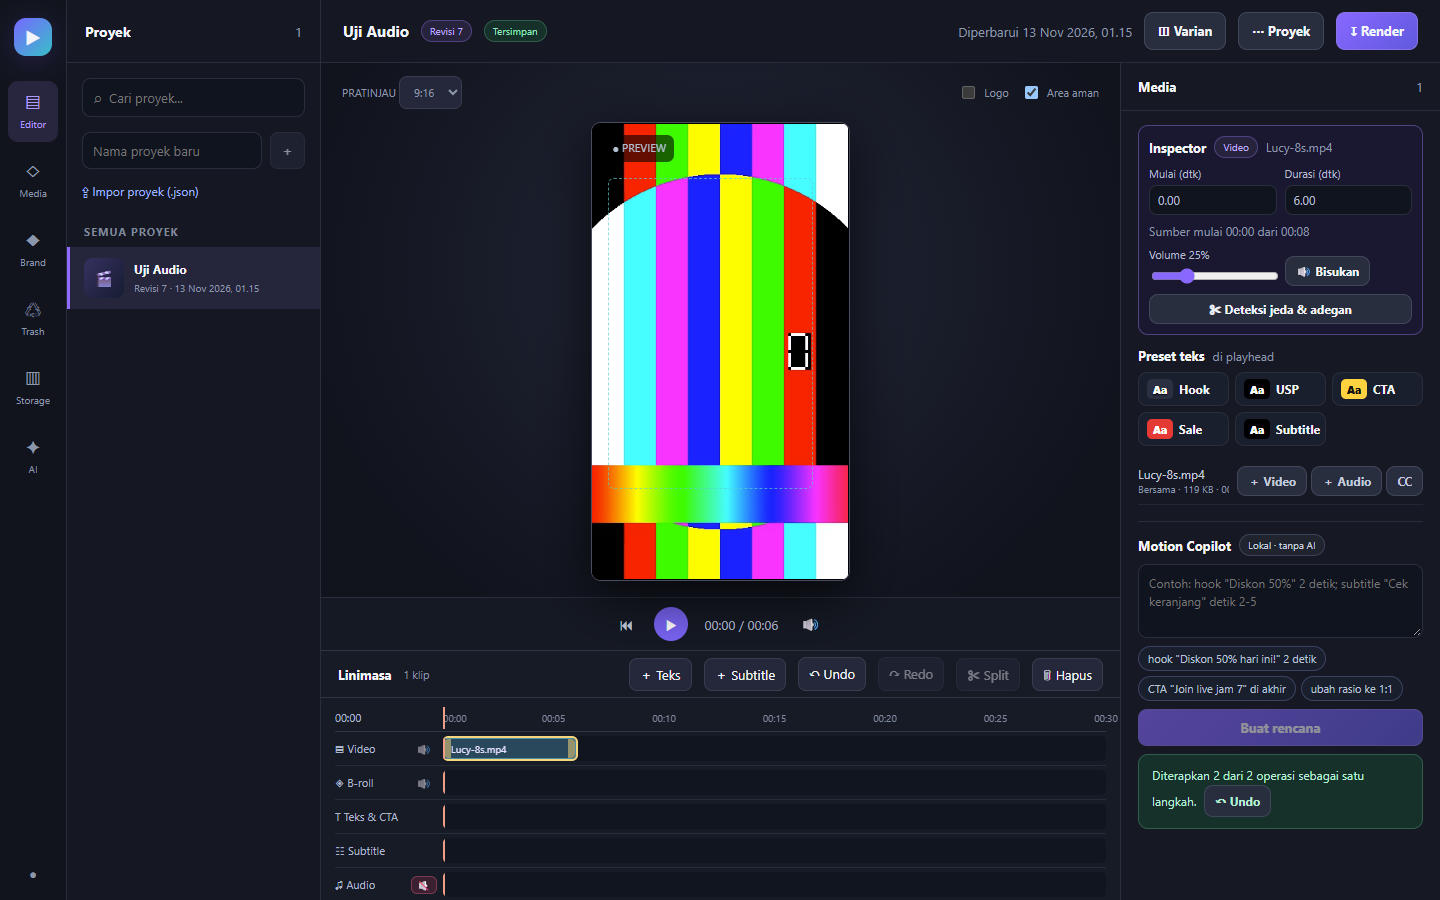 Editor
Media
Brand
Trash
Storage
AI
Proyek 1
Cari proyek...
Nama proyek baru
+
Impor proyek (.json)
SEMUA PROYEK
Uji Audio
Revisi 7 · 13 Nov 2026, 01.15
Uji Audio Revisi 7 Tersimpan
Diperbarui 13 Nov 2026, 01.15 Varian Proyek Render
PRATINJAU 9:16
Logo Area aman
PREVIEW
00:00 / 00:06
Linimasa 1 klip
+ Teks + Subtitle Undo Redo Split Hapus
00:00 00:00 00:05 00:10 00:15 00:20 00:25 00:30
Video
Lucy-8s.mp4
B-roll
T Teks & CTA
Subtitle
Audio
Media 1
Inspector Video Lucy-8s.mp4
Mulai (dtk) Durasi (dtk)
0.00 6.00
Sumber mulai 00:00 dari 00:08
Volume 25%
Bisukan
Deteksi jeda & adegan
Preset teks di playhead
Aa Hook Aa USP Aa CTA
Aa Sale Aa Subtitle
Lucy-8s.mp4
Bersama · 119 KB ·
+ Video + Audio CC
Motion Copilot Lokal · tanpa AI
Contoh: hook "Diskon 50%" 2 detik; subtitle "Cek
keranjang" detik 2-5
hook "Diskon 50% hari ini!" 2 detik
CTA "Join live jam 7" di akhir ubah rasio ke 1:1
Buat rencana
Diterapkan 2 dari 2 operasi sebagai satu
langkah. Undo